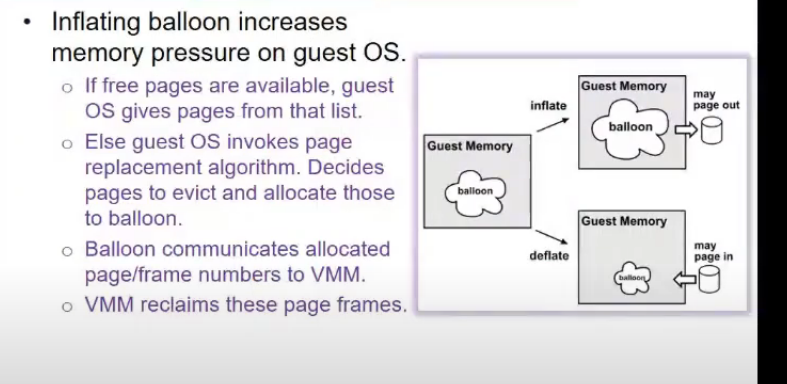 • Inflating balloon increases
memory pressure on guest OS.
o If free pages are available, guest
OS gives pages from that list.
o Else guest OS invokes page
replacement algorithm. Decides
pages to evict and allocate those
to balloon.
o Balloon communicates allocated
page/frame numbers to VMM.
o VMM reclaims these page frames.
Guest Memory
balloon
inflate
deflate
Guest Memory
balloon
may
page out
Guest Memory
balloon
may
page in